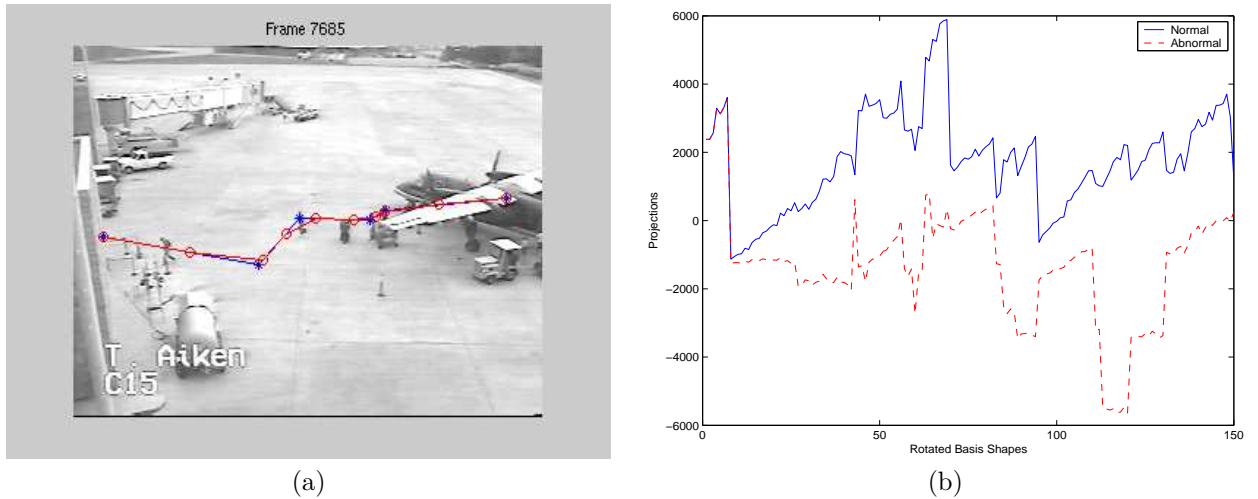 Frame 7685
T. Aiken
C15
(a)
6000
4000
2000
0
−2000
−4000
−6000
Projections
0
50
100
150
Rotated Basis Shapes
Normal
Abnormal
(b)